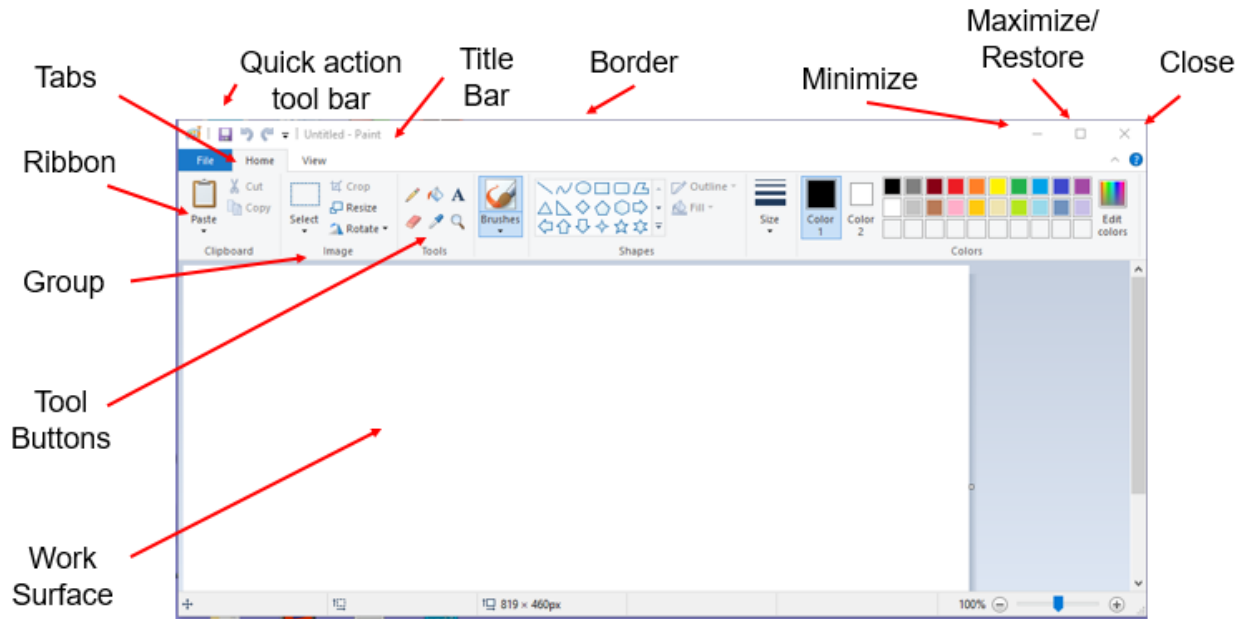 Maximize/
Restore
Quick action
tool bar
Title
Bar
Border
Minimize
Close
Tabs
Untitled - Paint
File Home View
Ribbon
Paste
Cut
Copy
Select
Crop
Resize
Rotate
A
Brushes
Outline
Fill
Size
Color
1
Color
2
Edit
colors
Clipboard Image Tools Shapes Colors
Group
Tool
Buttons
Work
Surface
819 × 460px
100%